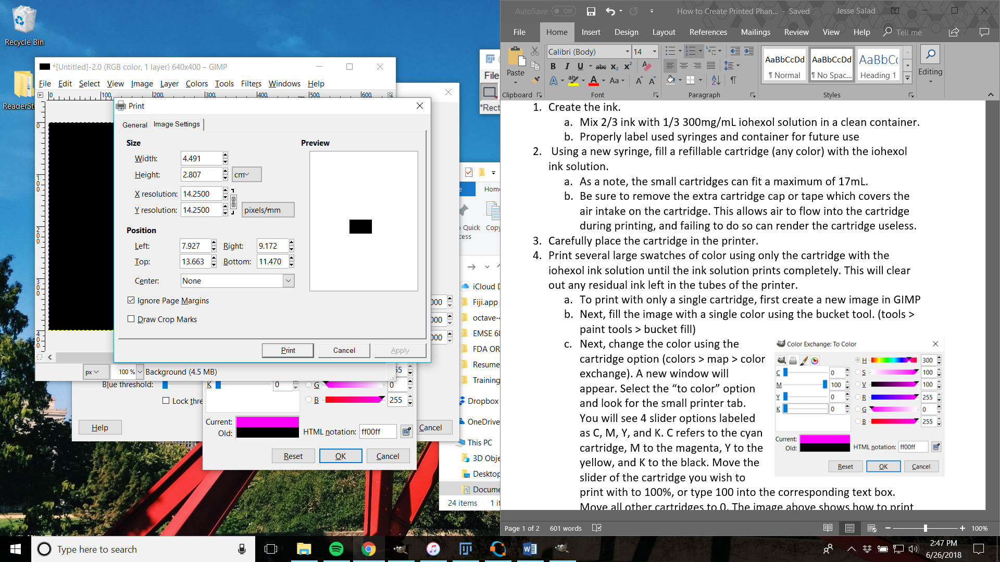 Recycle Bin
ReaderSt
*[Untitled]-2.0 (RGB color, 1 layer) 640x400 – GIMP
File Edit Select View Image Layer Colors Tools Filters Windows Help
0 100 200 300 400 500 600
0
100
200
300
400
Print
General Image Settings
Size
Width: 4.491
Height: 2.807 cm
X resolution: 14.2500
Y resolution: 14.2500 pixels/mm
Position
Left: 7.927 Right: 9.172
Top: 13.663 Bottom: 11.470
Center: None
Ignore Page Margins
Draw Crop Marks
Preview
Print Cancel Apply
px 100 % Background (4.5 MB)
Blue threshold:
Lock thre
Help
K 0 G 0
B 255
55
Current:
Old:
HTML notation: ff00ff
Reset OK Cancel
000
000
000
Cancel
File
*Rect
Hom
Quick Copy
cess
iCloud D
Fiji.app
octave-4
EMSE 68
FDA OR
Resume
Training
Dropbox
OneDrive
This PC
3D Obje
Desktop
Docume
24 items 1 it
AutoSave Off How to Create Printed Phan... - Saved Jesse Salad
File Home Insert Design Layout References Mailings Review View Help Tell me
Paste
Calibri (Body) 14
B I U abc x₂ x²
A ab A Aa A A
AaBbCcDd AaBbCcDd AaBbCc
¶ Normal ¶ No Spac... Heading 1
Editing
Clipboard Font Paragraph Styles
1. Create the ink.
a. Mix 2/3 ink with 1/3 300mg/mL iohexol solution in a clean container.
b. Properly label used syringes and container for future use
2. Using a new syringe, fill a refillable cartridge (any color) with the iohexol
ink solution.
a. As a note, the small cartridges can fit a maximum of 17mL.
b. Be sure to remove the extra cartridge cap or tape which covers the
air intake on the cartridge. This allows air to flow into the cartridge
during printing, and failing to do so can render the cartridge useless.
3. Carefully place the cartridge in the printer.
4. Print several large swatches of color using only the cartridge with the
iohexol ink solution until the ink solution prints completely. This will clear
out any residual ink left in the tubes of the printer.
a. To print with only a single cartridge, first create a new image in GIMP
b. Next, fill the image with a single color using the bucket tool. (tools >
paint tools > bucket fill)
c. Next, change the color using the
cartridge option (colors > map > color
exchange). A new window will
appear. Select the “to color” option
and look for the small printer tab.
You will see 4 slider options labeled
as C, M, Y, and K. C refers to the cyan
cartridge, M to the magenta, Y to the
yellow, and K to the black. Move the
slider of the cartridge you wish to
print with to 100%, or type 100 into the corresponding text box.
Move all other cartridges to 0. The image above shows how to print
Color Exchange: To Color
C 0 H 300
M 100 S 100
Y 0 V 100
K 0 R 255
G 0
B 255
Current:
Old:
HTML notation: ff00ff
Reset OK Cancel
Page 1 of 2 601 words 100%
Type here to search
2:47 PM
6/26/2018